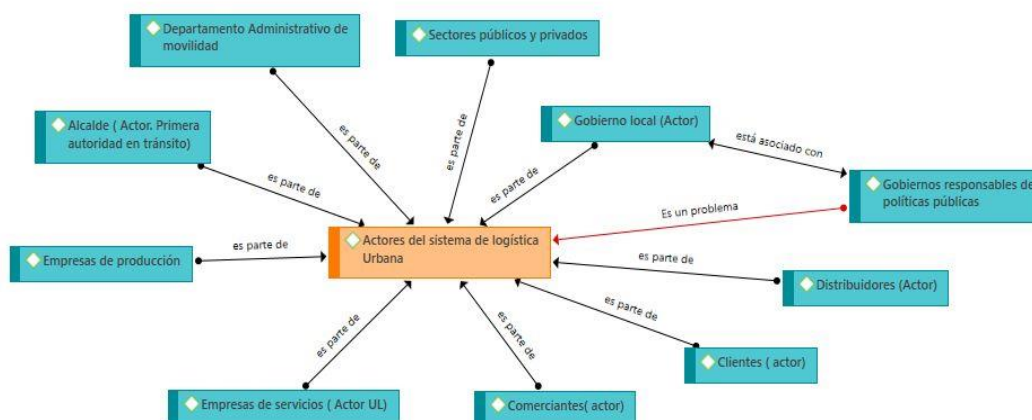 Departamento Administrativo de
movilidad
Sectores públicos y privados
Alcalde ( Actor. Primera
autoridad en tránsito)
es parte de
es parte de
es parte de
Gobierno local (Actor)
está asociado con
es parte de
Gobiernos responsables de
políticas públicas
Es un problema
Empresas de producción
es parte de
Actores del sistema de logística
Urbana
es parte de
Distribuidores (Actor)
es parte de
Clientes ( actor)
es parte de
es parte de
Empresas de servicios ( Actor UL)
Comerciantes( actor)